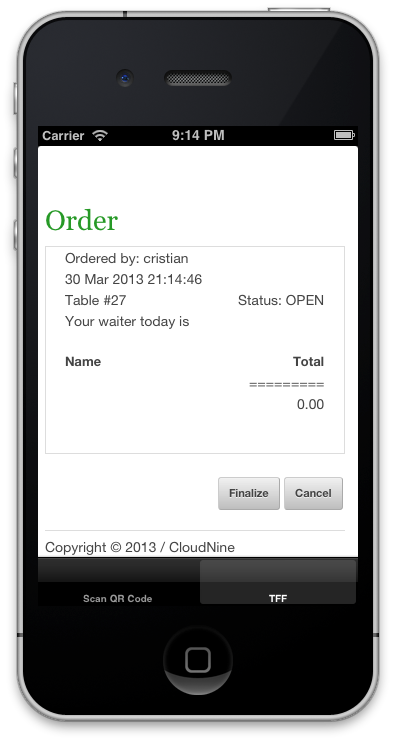 Carrier 9:14 PM
Order
Ordered by: cristian
30 Mar 2013 21:14:46
Table #27 Status: OPEN
Your waiter today is
Name Total
=========
0.00
Finalize Cancel
Copyright © 2013 / CloudNine
Scan QR Code TFF